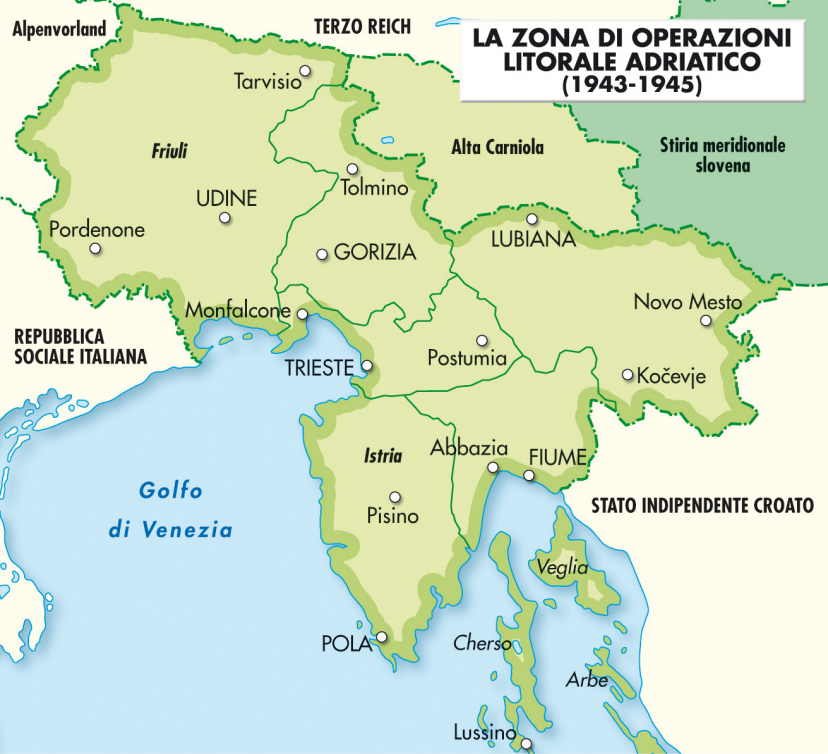 Alpenvorland
TERZO REICH
LA ZONA DI OPERAZIONI
LITORALE ADRIATICO
(1943-1945)
Tarvisio
Friuli
Alta Carniola
Stiria meridionale
slovena
Tolmino
UDINE
Pordenone
GORIZIA
LUBIANA
Monfalcone
Novo Mesto
REPUBBLICA
SOCIALE ITALIANA
TRIESTE
Postumia
Kočevje
Istria
Abbazia
FIUME
Golfo
di Venezia
Pisino
STATO INDIPENDENTE CROATO
Veglia
POLA
Cherso
Arbe
Lussino